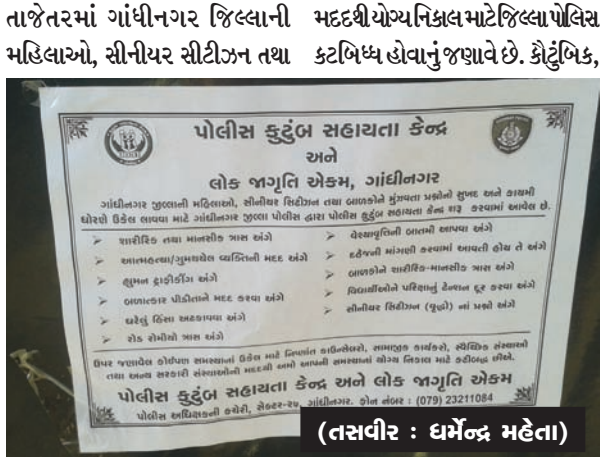 તાજેતરમાં ગાંધીનગર જિલ્લાની
મહિલાઓ, સીનીયર સીટીઝન તથા
મદદથી યોગ્ય નિકાલ માટે જિલ્લા પોલિસ
કટબિધ્ધ હોવાનું જણાવે છે. કૌટુંબિક,
પોલીસ કુટુંબ સહાયતા કેન્દ્ર
અને
લોક જાગૃતિ એકમ, ગાંધીનગર
ગાંધીનગર જીલ્લાની મહિલાઓ, સીનીયર સિટીઝન તથા બાળકોને મુંઝવતા પ્રશ્નોનો સુખદ અને કાયમી
ધોરણે ઉકેલ લાવવા માટે ગાંધીનગર જીલ્લા પોલીસ દ્વારા પોલીસ કુટુંબ સહાયતા કેન્દ્ર શરૂ કરવામાં આવેલ છે.
➢ શારીરિક તથા માનસીક ત્રાસ અંગે
➢ આત્મહત્યા/ગુમથયેલ વ્યક્તિની મદદ અંગે
➢ હ્યુમન ટ્રાફીકીંગ અંગે
➢ બળાત્કાર પીડીતાને મદદ કરવા અંગે
➢ ઘરેલું હિંસા અટકાવવા અંગે
➢ રોડ રોમીયો ત્રાસ અંગે
➢ વેશ્યાવૃત્તિની બાતમી આપવા અંગે
➢ દહેજની માંગણી કરવામાં આવતી હોય તે અંગે
➢ બાળકોને શારીરિક-માનસીક ત્રાસ અંગે
➢ વિદ્યાર્થીઓને પરિક્ષાનું ટેન્શન દૂર કરવા અંગે
➢ સીનીયર સિટીઝન (વૃધ્ધો) નાં પ્રશ્નો અંગે
ઉપર જણાવેલ કોઈપણ સમસ્યાનાં ઉકેલ માટે નિષ્ણાંત કાઉન્સેલરો, સામાજીક કાર્યકરો, સ્વૈચ્છિક સંસ્થાઓ
તથા અન્ય સરકારી સંસ્થાઓની મદદથી અમો આપની સમસ્યાનાં યોગ્ય નિકાલ માટે કટીબદ્ધ છીએ.
પોલીસ કુટુંબ સહાયતા કેન્દ્ર અને લોક જાગૃતિ એકમ
પોલીસ અધિક્ષકની કચેરી, સેક્ટર-૨૭, ગાંધીનગર. ફોન નંબર : (079) 23211084
(તસવીર : ધર્મેન્દ્ર મહેતા)